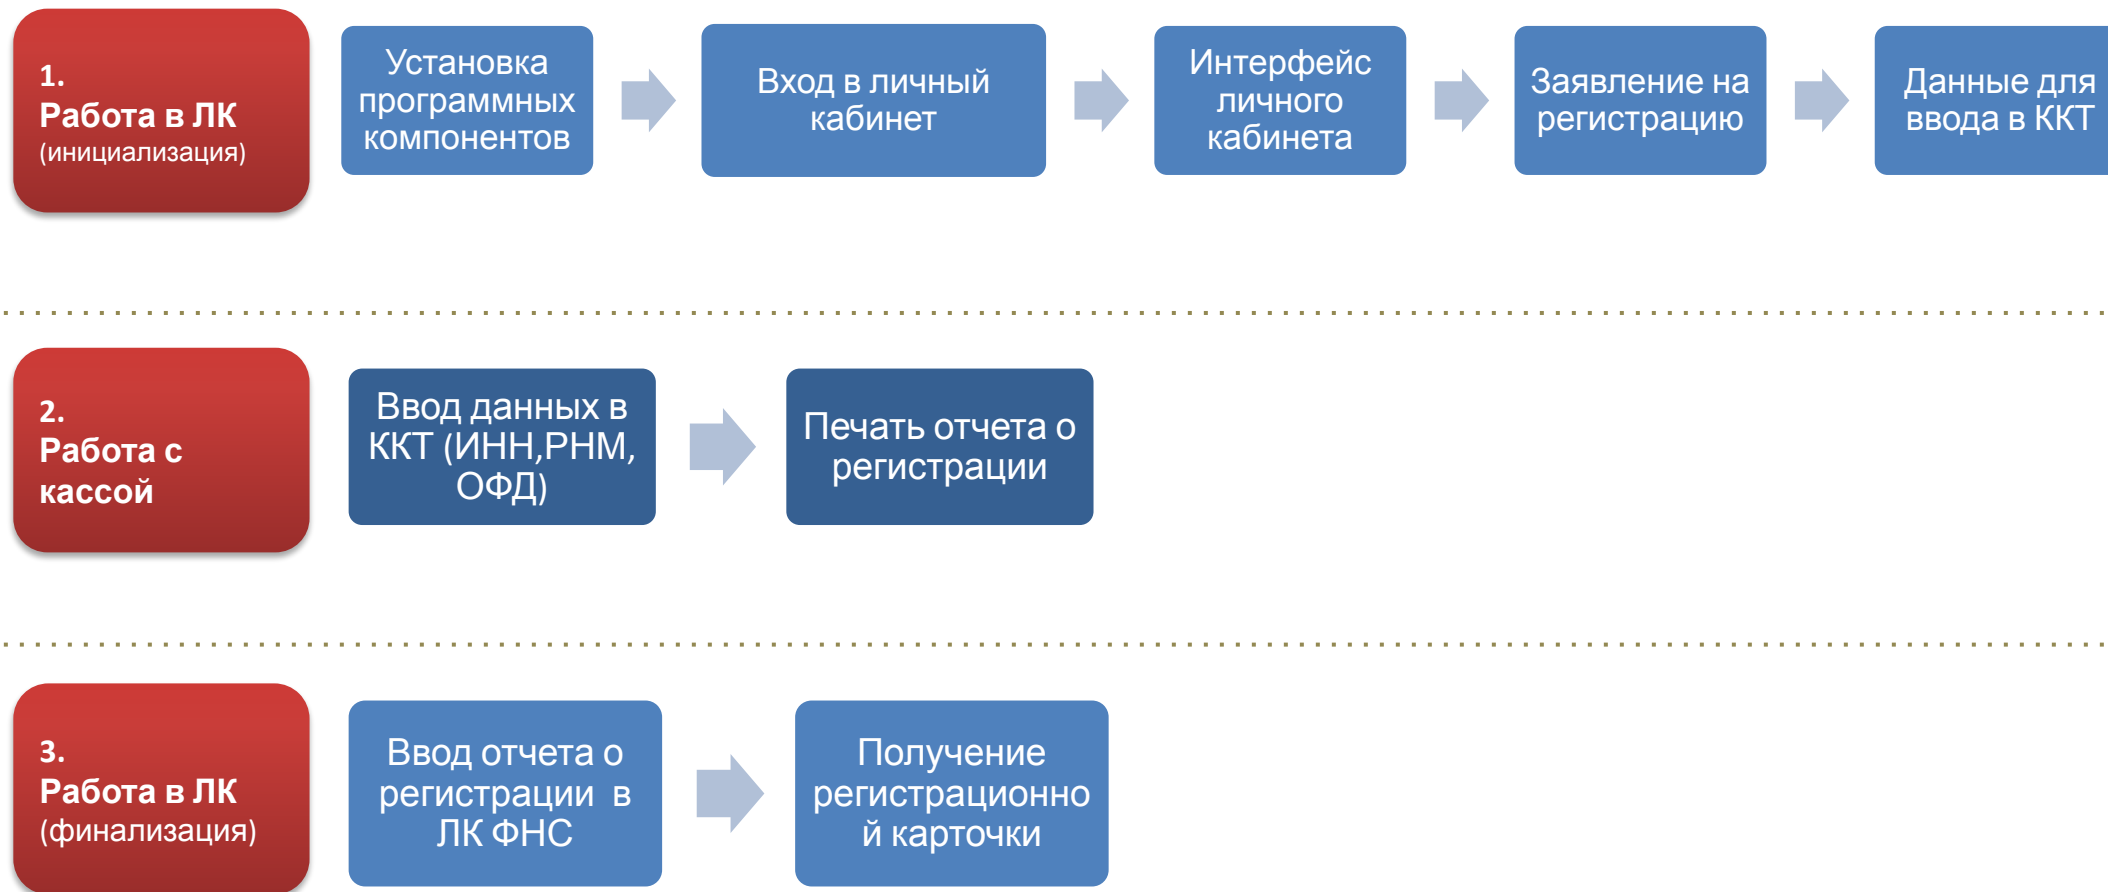 1.
Работа в ЛК
(инициализация)
Установка
программных
компонентов
Вход в личный
кабинет
Интерфейс
личного
кабинета
Заявление на
регистрацию
Данные для
ввода в ККТ
2.
Работа с
кассой
Ввод данных в
ККТ (ИНН,РНМ,
ОФД)
Печать отчета о
регистрации
3.
Работа в ЛК
(финализация)
Ввод отчета о
регистрации в
ЛК ФНС
Получение
регистрационно
й карточки